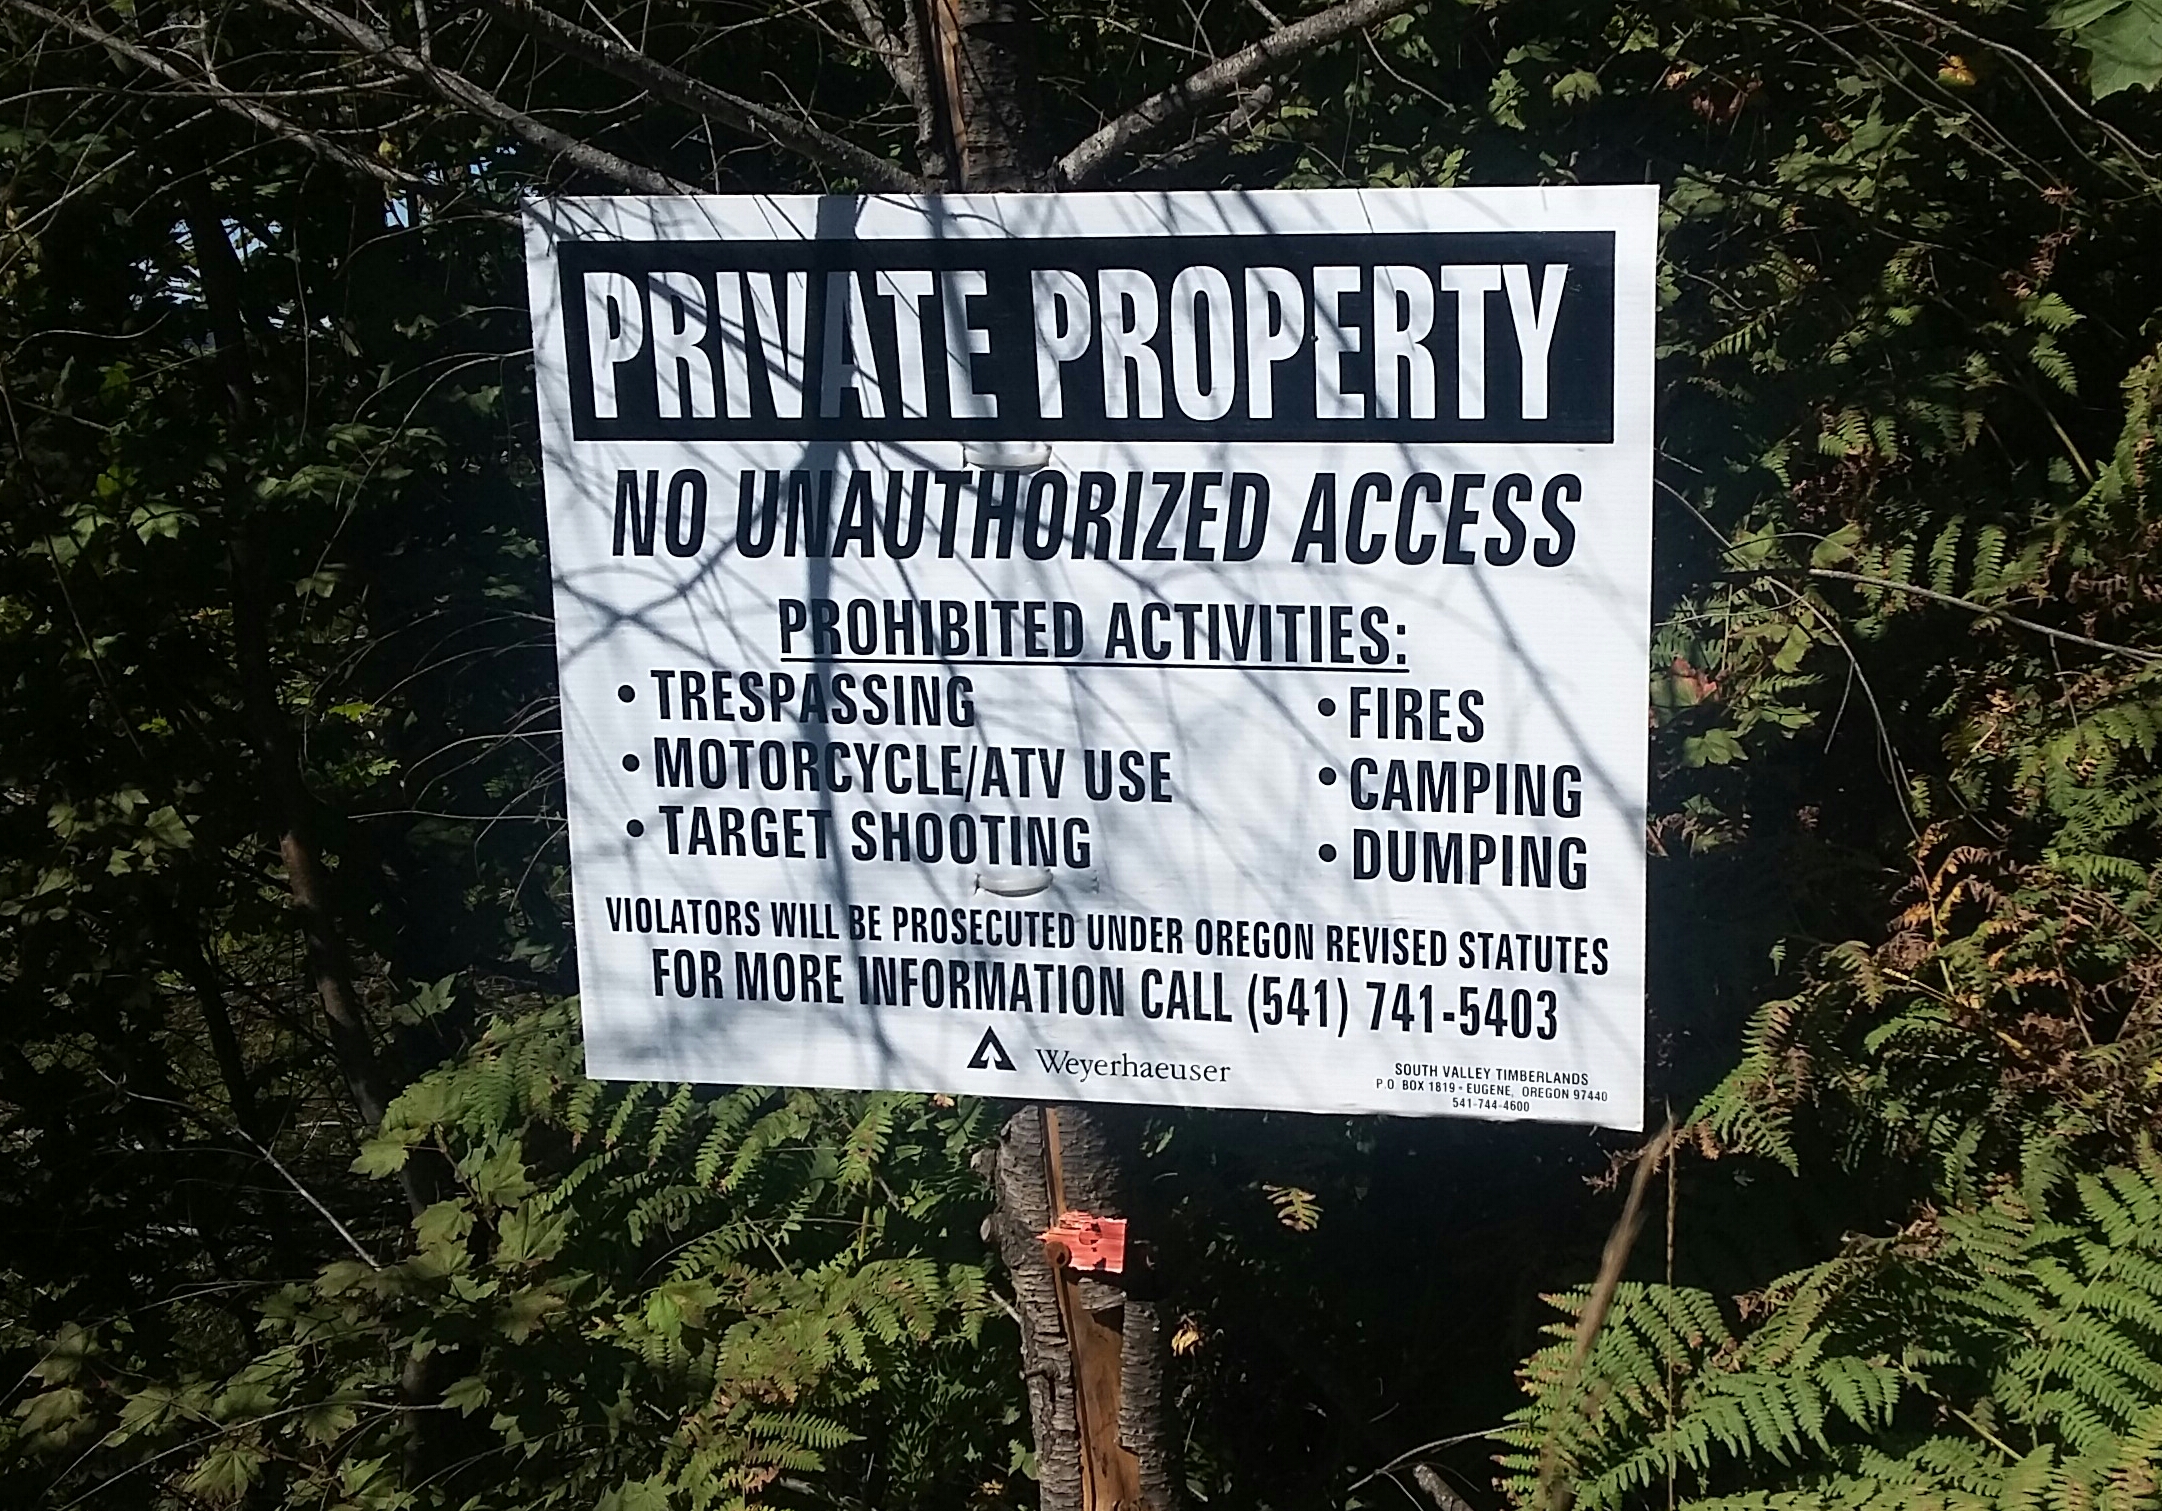 PRIVATE PROPERTY
NO UNAUTHORIZED ACCESS
PROHIBITED ACTIVITIES:
• TRESPASSING
• MOTORCYCLE/ATV USE
• TARGET SHOOTING
• FIRES
• CAMPING
• DUMPING
VIOLATORS WILL BE PROSECUTED UNDER OREGON REVISED STATUTES
FOR MORE INFORMATION CALL (541) 741-5403
Weyerhaeuser
SOUTH VALLEY TIMBERLANDS
P.O. BOX 1819 - EUGENE, OREGON 97440
541-744-4600